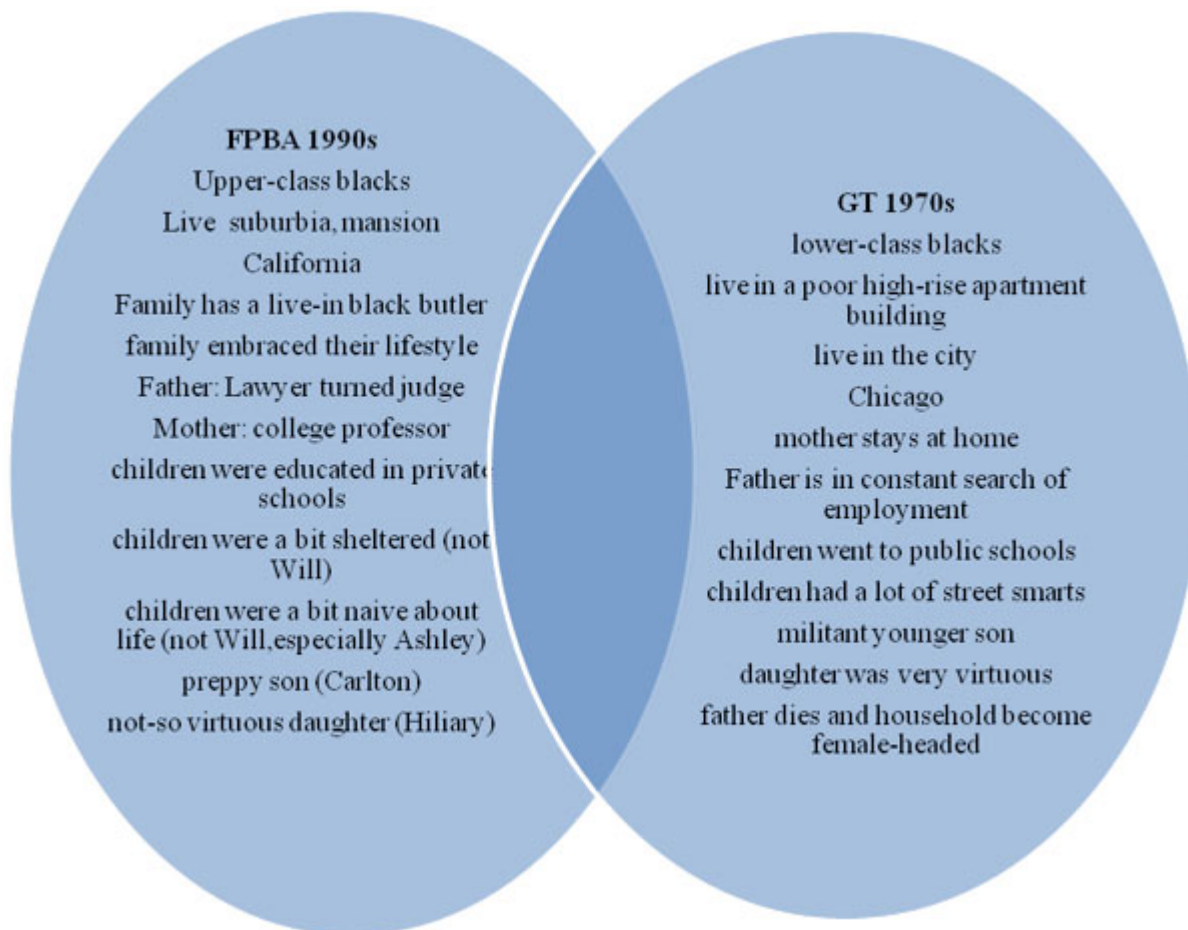 FPBA 1990s
Upper-class blacks
Live suburbia, mansion
California
Family has a live-in black butler
family embraced their lifestyle
Father: Lawyer turned judge
Mother: college professor
children were educated in private
schools
children were a bit sheltered (not
Will)
children were a bit naive about
life (not Will,especially Ashley)
preppy son (Carlton)
not-so virtuous daughter (Hiliary)
GT 1970s
lower-class blacks
live in a poor high-rise apartment
building
live in the city
Chicago
mother stays at home
Father is in constant search of
employment
children went to public schools
children had a lot of street smarts
militant younger son
daughter was very virtuous
father dies and household become
female-headed